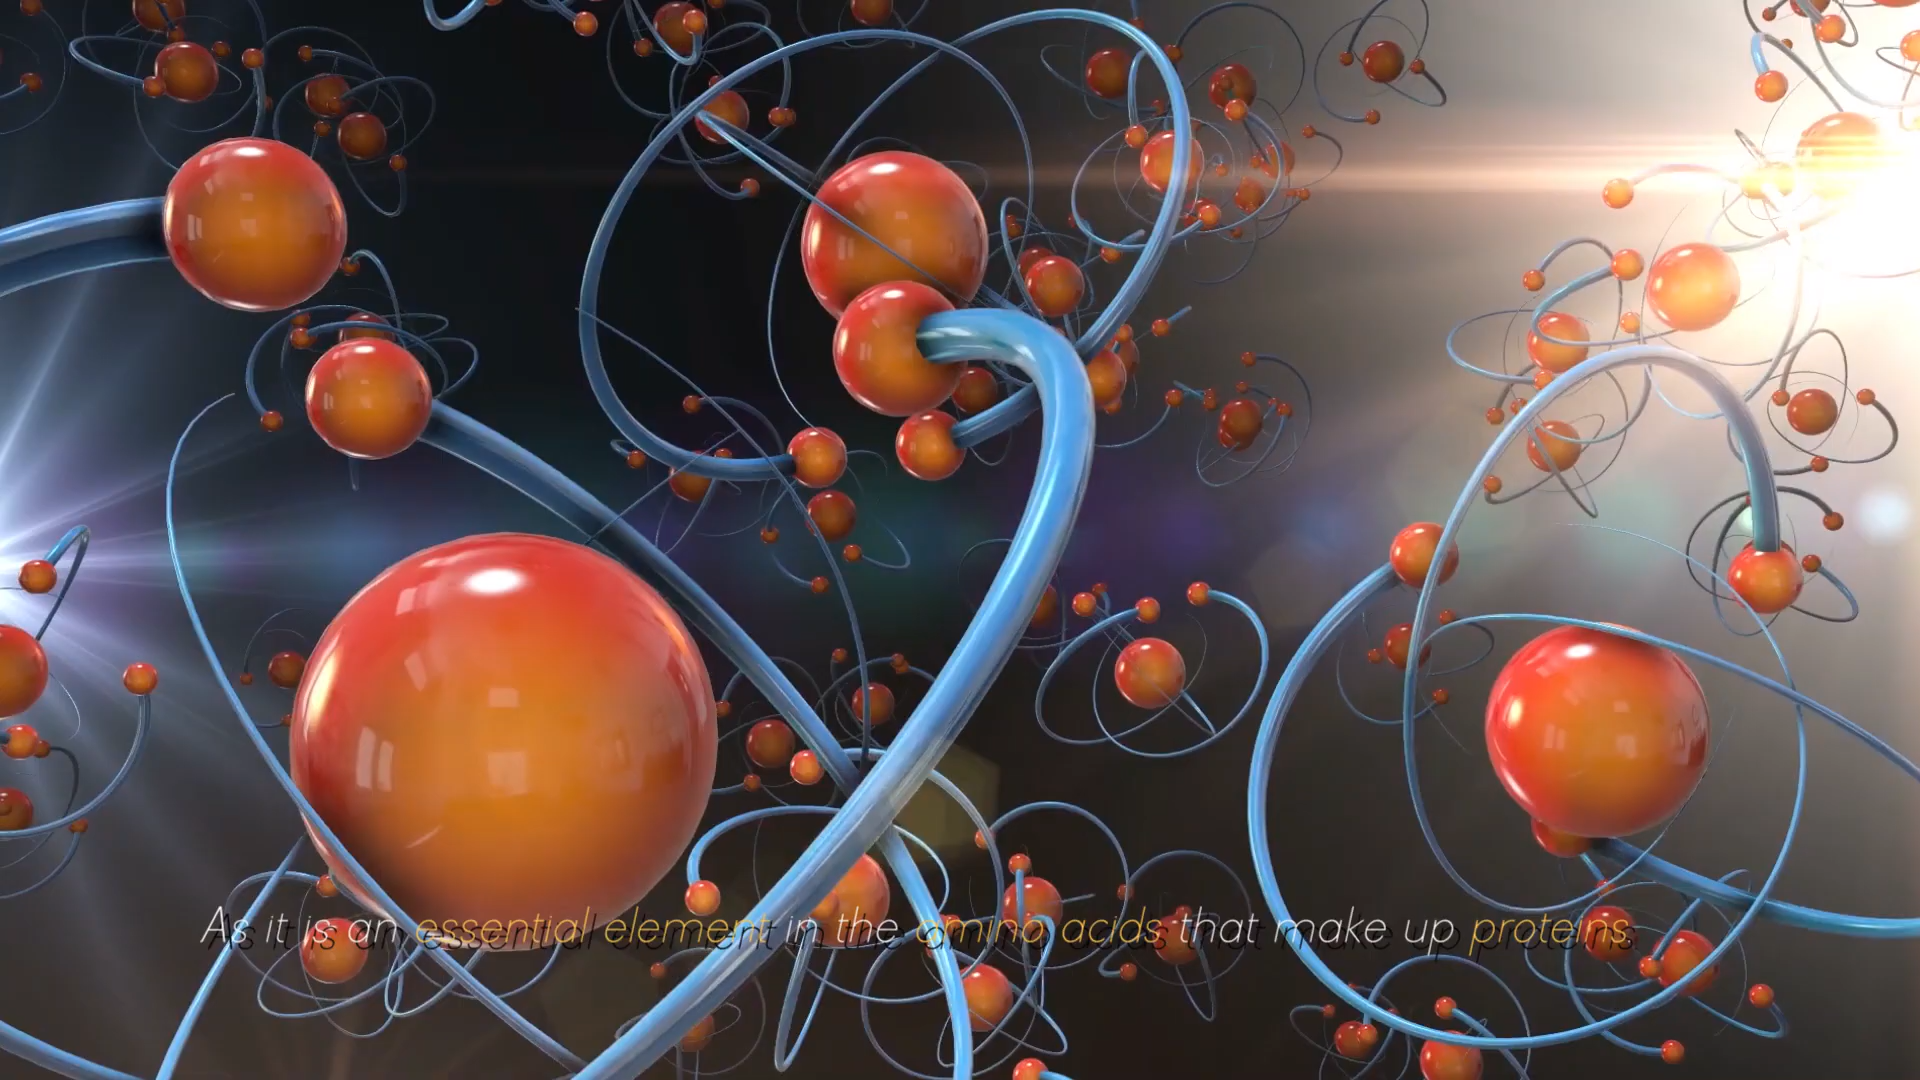 As it is an essential element in the amino acids that make up proteins